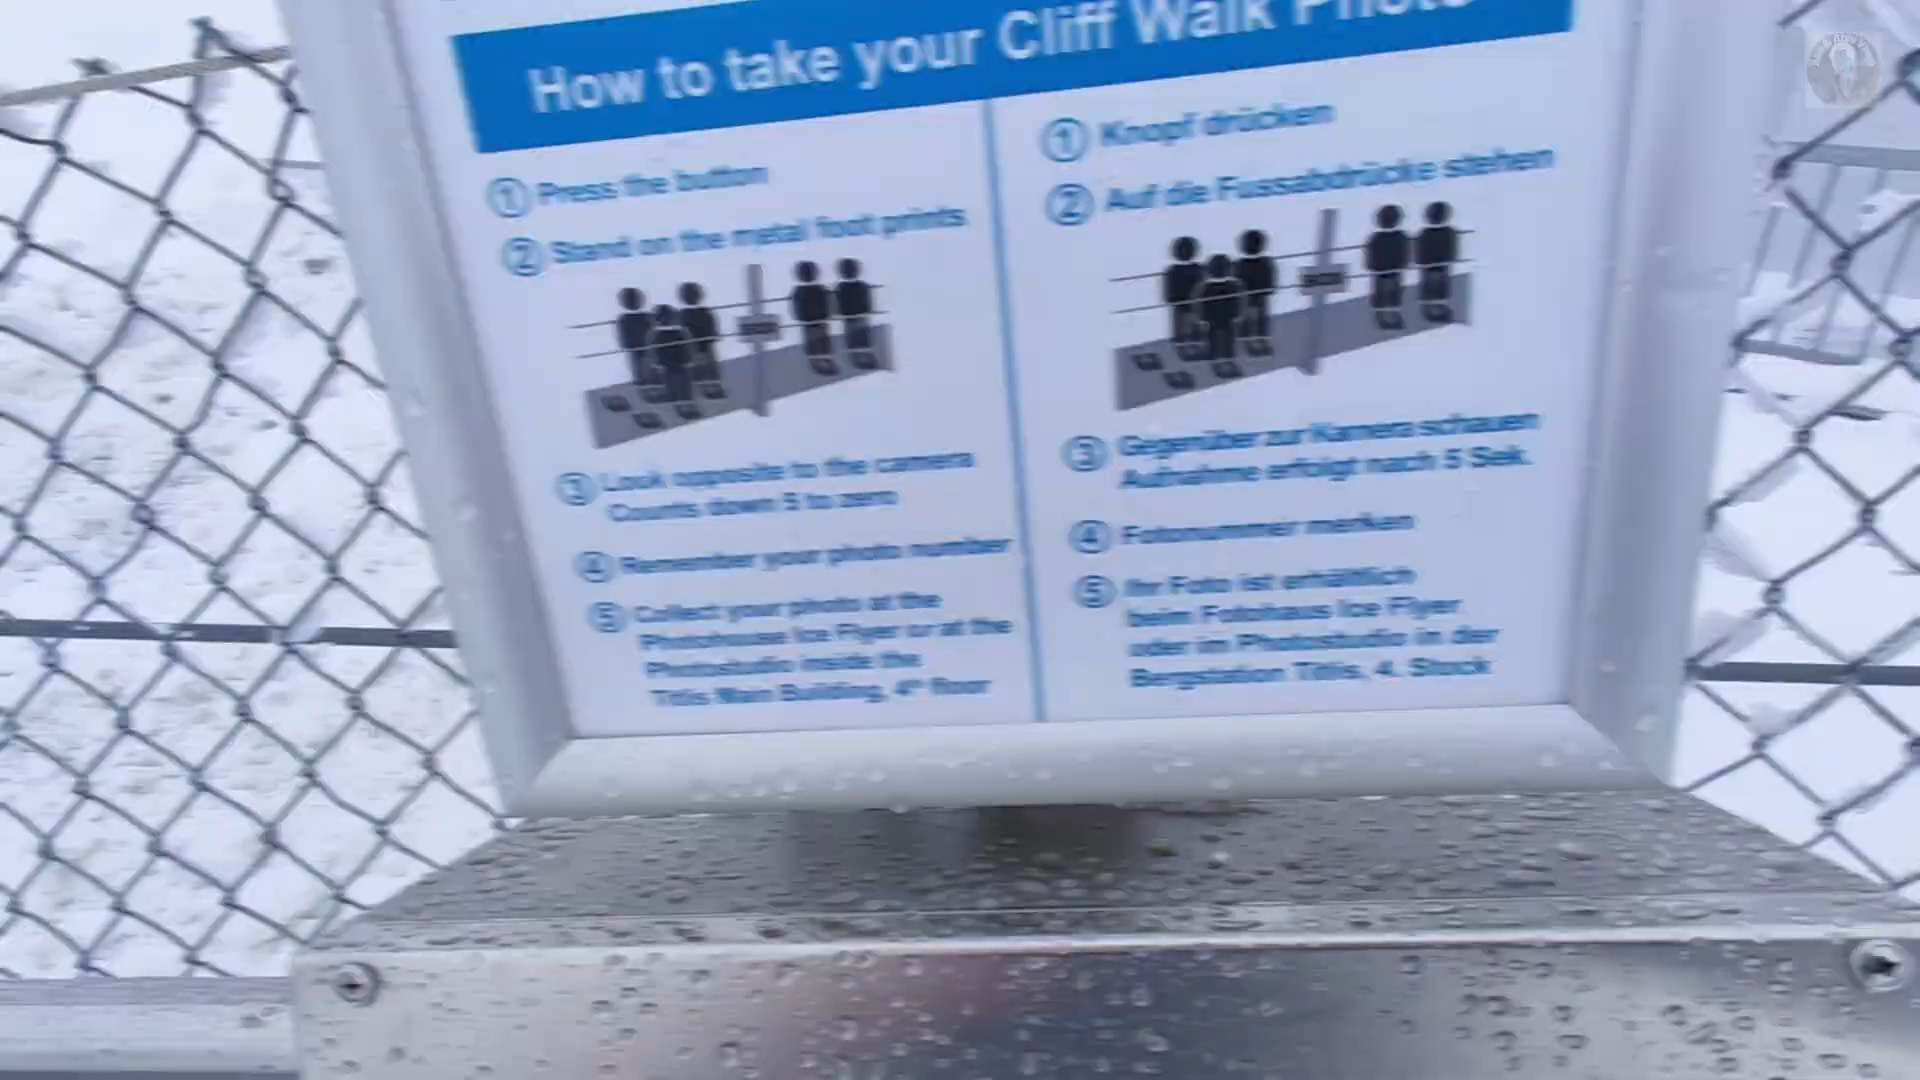 How to take your Cliff Walk Photo
① Press the button
② Stand on the metal foot prints
③ Look opposite to the camera
Counts down 5 to zero
④ Remember your photo number
⑤ Collect your photo at the
Photohouse Ice Flyer or at the
Photostudio inside the
Titlis Main Building, 4th floor
① Knopf drücken
② Auf die Fussabdrücke stehen
③ Gegenüber zur Kamera schauen
Aufnahme erfolgt nach 5 Sek.
④ Fotonummer merken
⑤ Ihr Foto ist erhältlich
beim Fotohaus Ice Flyer
oder im Photostudio in der
Bergstation Titlis, 4. Stock